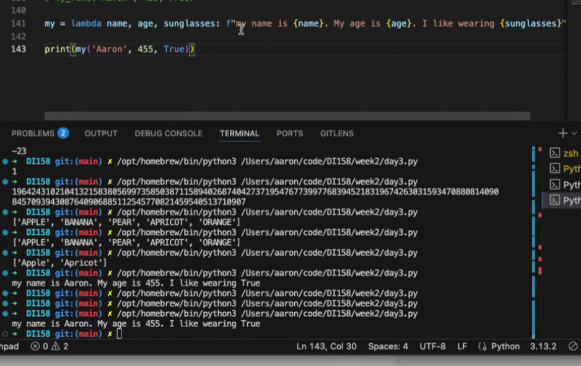 140
141 my = lambda name, age, sunglasses: f"my name is {name}. My age is {age}. I like wearing {sunglasses}"
142
143 print(my('Aaron', 455, True))
PROBLEMS 2 OUTPUT DEBUG CONSOLE TERMINAL PORTS GITLENS
-23
➜ DI158 git:(main) ✗ /opt/homebrew/bin/python3 /Users/aaron/code/DI158/week2/day3.py
1
➜ DI158 git:(main) ✗ /opt/homebrew/bin/python3 /Users/aaron/code/DI158/week2/day3.py
➜ DI158 git:(main) ✗ /opt/homebrew/bin/python3 /Users/aaron/code/DI158/week2/day3.py
['APPLE', 'BANANA', 'PEAR', 'APRICOT', 'ORANGE']
➜ DI158 git:(main) ✗ /opt/homebrew/bin/python3 /Users/aaron/code/DI158/week2/day3.py
['APPLE', 'BANANA', 'PEAR', 'APRICOT', 'ORANGE']
➜ DI158 git:(main) ✗ /opt/homebrew/bin/python3 /Users/aaron/code/DI158/week2/day3.py
['Apple', 'Apricot']
➜ DI158 git:(main) ✗ /opt/homebrew/bin/python3 /Users/aaron/code/DI158/week2/day3.py
my name is Aaron. My age is 455. I like wearing True
➜ DI158 git:(main) ✗ /opt/homebrew/bin/python3 /Users/aaron/code/DI158/week2/day3.py
➜ DI158 git:(main) ✗ /opt/homebrew/bin/python3 /Users/aaron/code/DI158/week2/day3.py
my name is Aaron. My age is 455. I like wearing True
➜ DI158 git:(main) ✗
zsh
Pyth
Pyth
Pyth
hpad 0 2 Ln 143, Col 30 Spaces: 4 UTF-8 LF Python 3.13.2